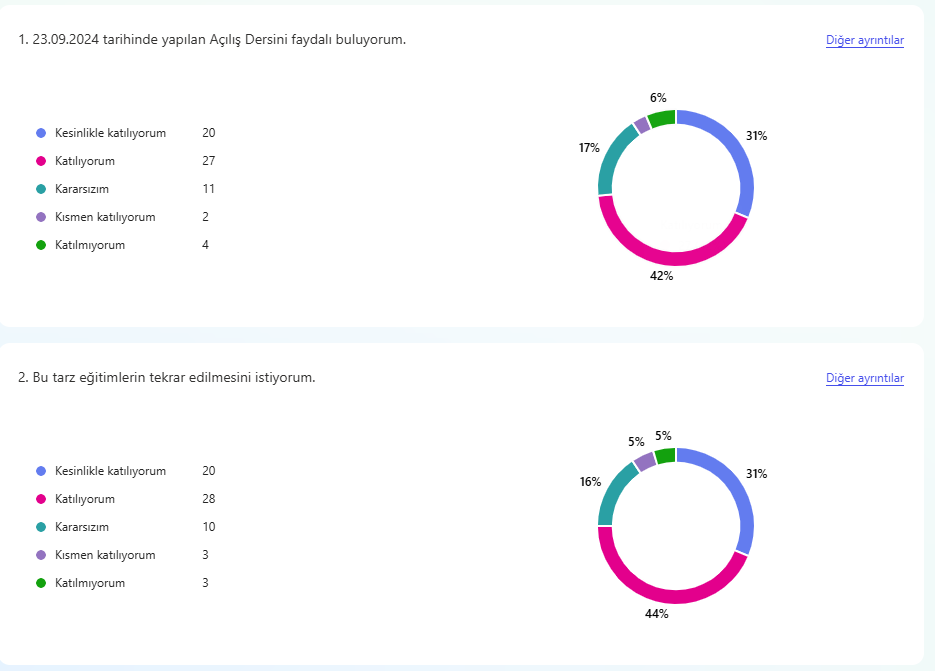 1. 23.09.2024 tarihinde yapılan Açılış Dersini faydalı buluyorum.
Diğer ayrıntılar
Kesinlikle katılıyorum 20
Katılıyorum 27
Kararsızım 11
Kısmen katılıyorum 2
Katılmıyorum 4
6%
31%
17%
42%
2. Bu tarz eğitimlerin tekrar edilmesini istiyorum.
Diğer ayrıntılar
Kesinlikle katılıyorum 20
Katılıyorum 28
Kararsızım 10
Kısmen katılıyorum 3
Katılmıyorum 3
5%
5%
31%
16%
44%